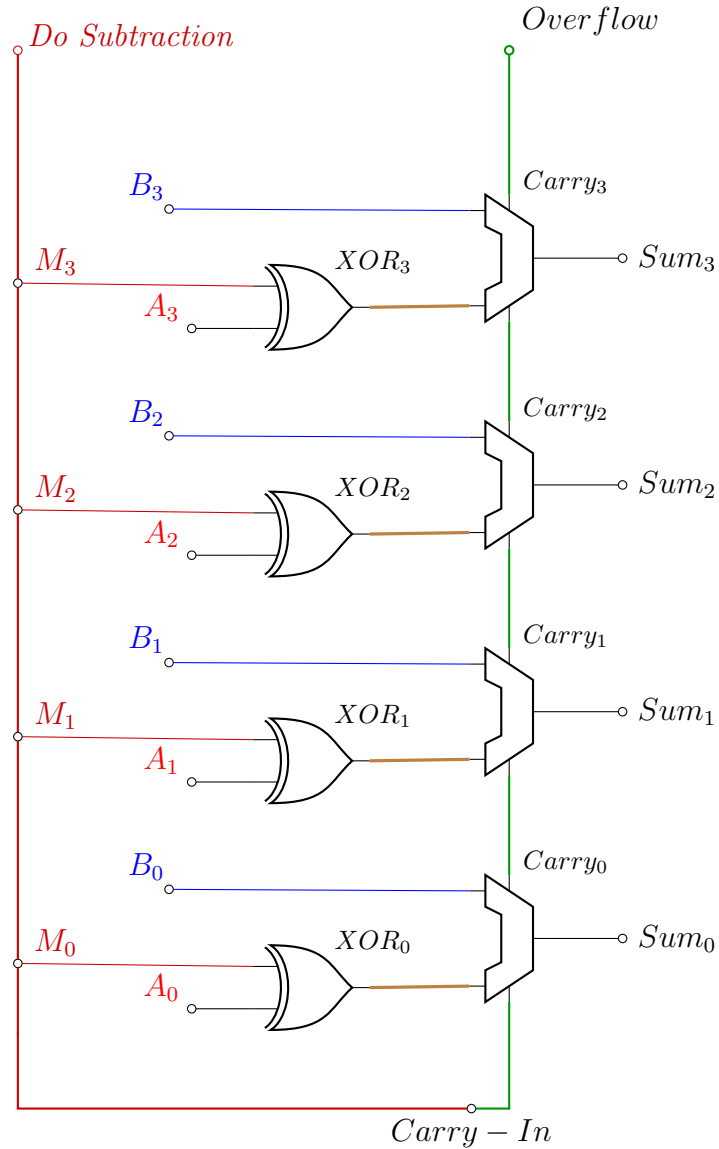 Overflow
Do Subtraction
Carry₃
B₃
Sum₃
M₃
XOR₃
A₃
Carry₂
B₂
Sum₂
M₂
XOR₂
A₂
Carry₁
B₁
Sum₁
M₁
XOR₁
A₁
Carry₀
B₀
Sum₀
M₀
XOR₀
A₀
Carry − In